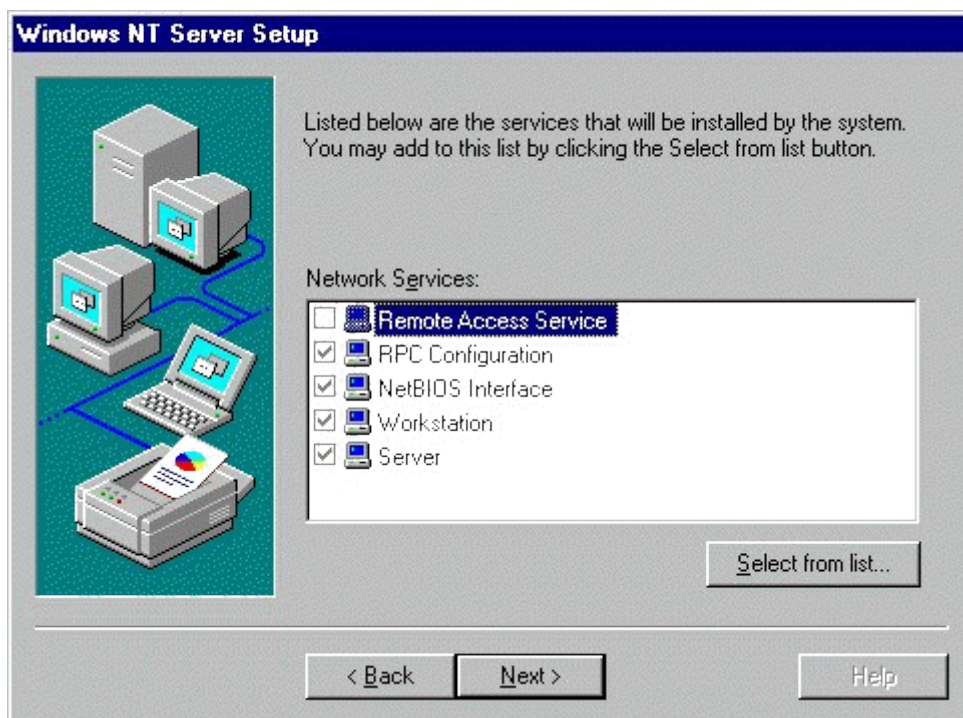 Windows NT Server Setup
Listed below are the services that will be installed by the system.
You may add to this list by clicking the Select from list button.
Network Services:
Remote Access Service
RPC Configuration
NetBIOS Interface
Workstation
Server
Select from list...
< Back
Next >
Help